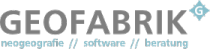 GEOFABRIK G
neogeografie // software // beratung